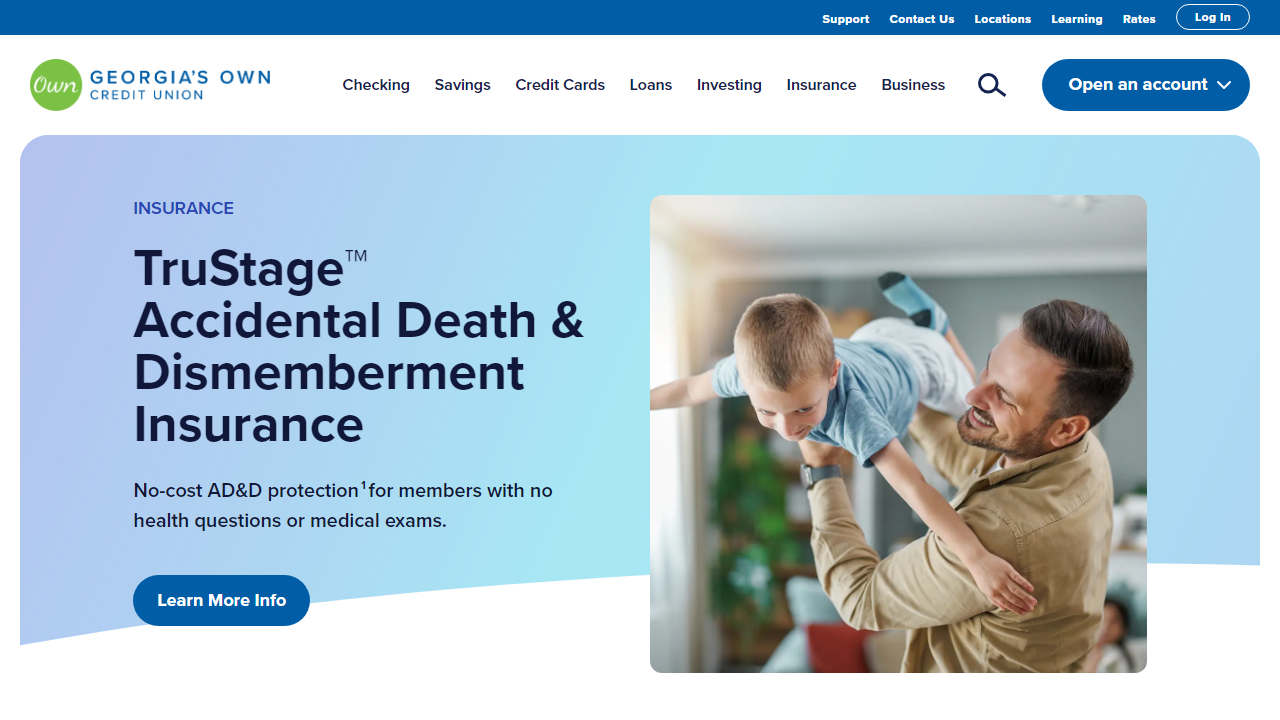 Support Contact Us Locations Learning Rates Log In
Own GEORGIA'S OWN
CREDIT UNION
Checking Savings Credit Cards Loans Investing Insurance Business Open an account
INSURANCE
TruStage™
Accidental Death &
Dismemberment
Insurance
No-cost AD&D protection¹ for members with no
health questions or medical exams.
Learn More Info